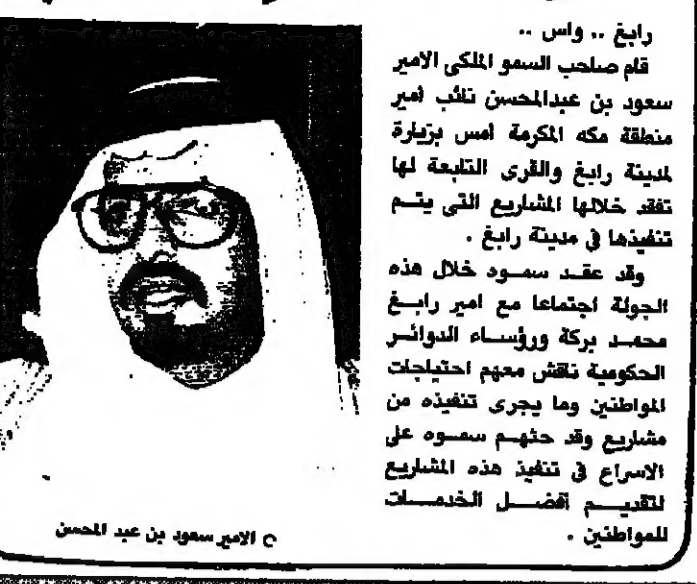 رابغ .. واس ..
قام صاحب السمو الملكى الامير
سعود بن عبدالمحسن نائب امير
منطقة مكه المكرمة امس بزيارة
لمدينة رابغ والقرى التابعة لها
تفقد خلالها المشاريع التى يتم
تنفيذها في مدينة رابغ .
وقد عقد سموه خلال هذه
الجولة اجتماعا مع امير رابغ
محمد بركة ورؤساء الدوائر
الحكومية ناقش معهم احتياجات
المواطنين وما يجرى تنفيذه من
مشاريع وقد حثهم سموه على
الاسراع في تنفيذ هذه المشاريع
لتقديم افضل الخدمات
للمواطنين .
الامير سعود بن عبد المحسن